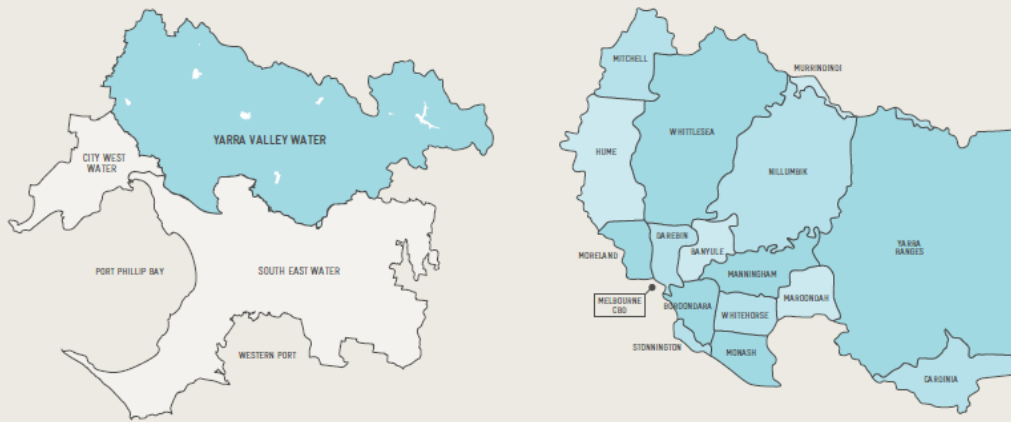 YARRA VALLEY WATER
CITY WEST
WATER
PORT PHILLIP BAY
SOUTH EAST WATER
WESTERN PORT
MITCHELL
MURRINDINDI
WHITTLESEA
HUME
NILLUMBIK
DAREBIN
BANYULE
MORELAND
YARRA
RANGES
MANNINGHAM
MELBOURNE
CBD
BOROONDARA
MAROONDAH
WHITEHORSE
STONNINGTON
MONASH
CARDINIA